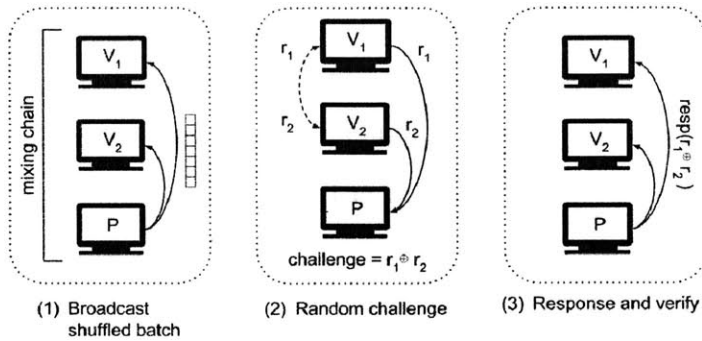 mixing chain
V₁
V₂
P
(1) Broadcast
shuffled batch
r₁
V₁
r₁
r₂
V₂
r₂
P
challenge = r₁ ⊕ r₂
(2) Random challenge
V₁
V₂
P
resp(r₁ ⊕ r₂)
(3) Response and verify